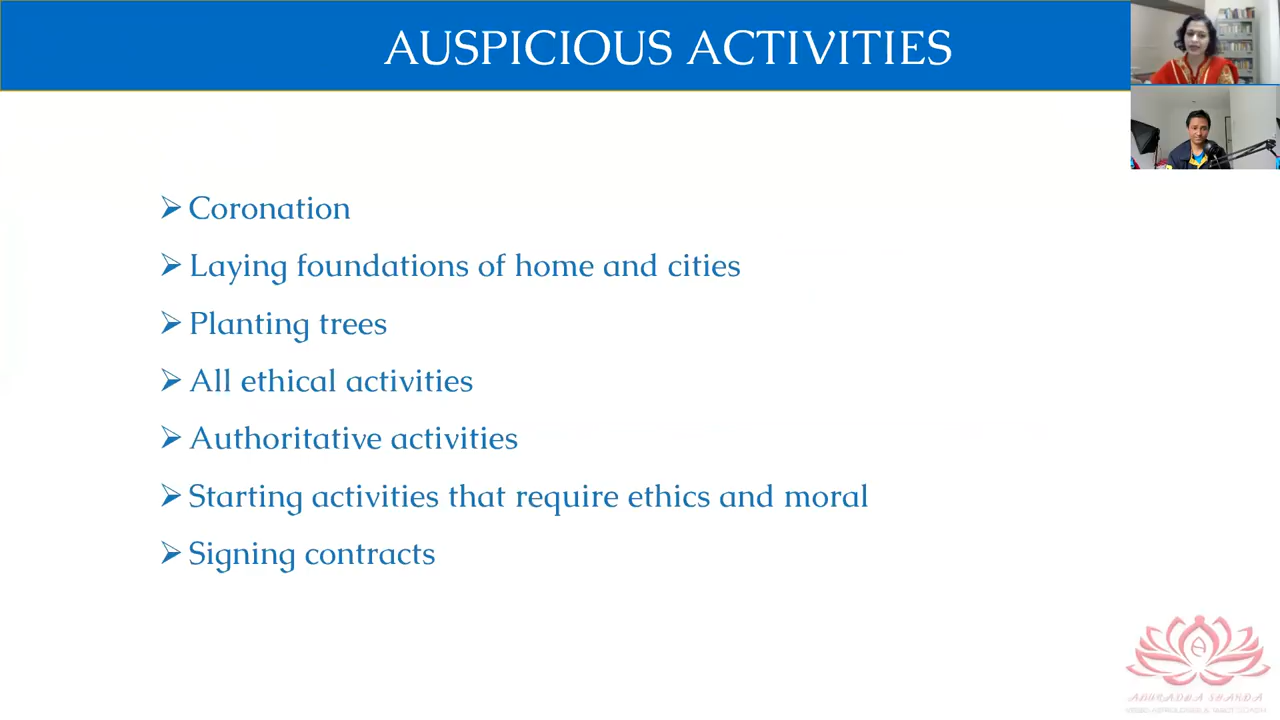 AUSPICIOUS ACTIVITIES
Coronation
Laying foundations of home and cities
Planting trees
All ethical activities
Authoritative activities
Starting activities that require ethics and moral
Signing contracts